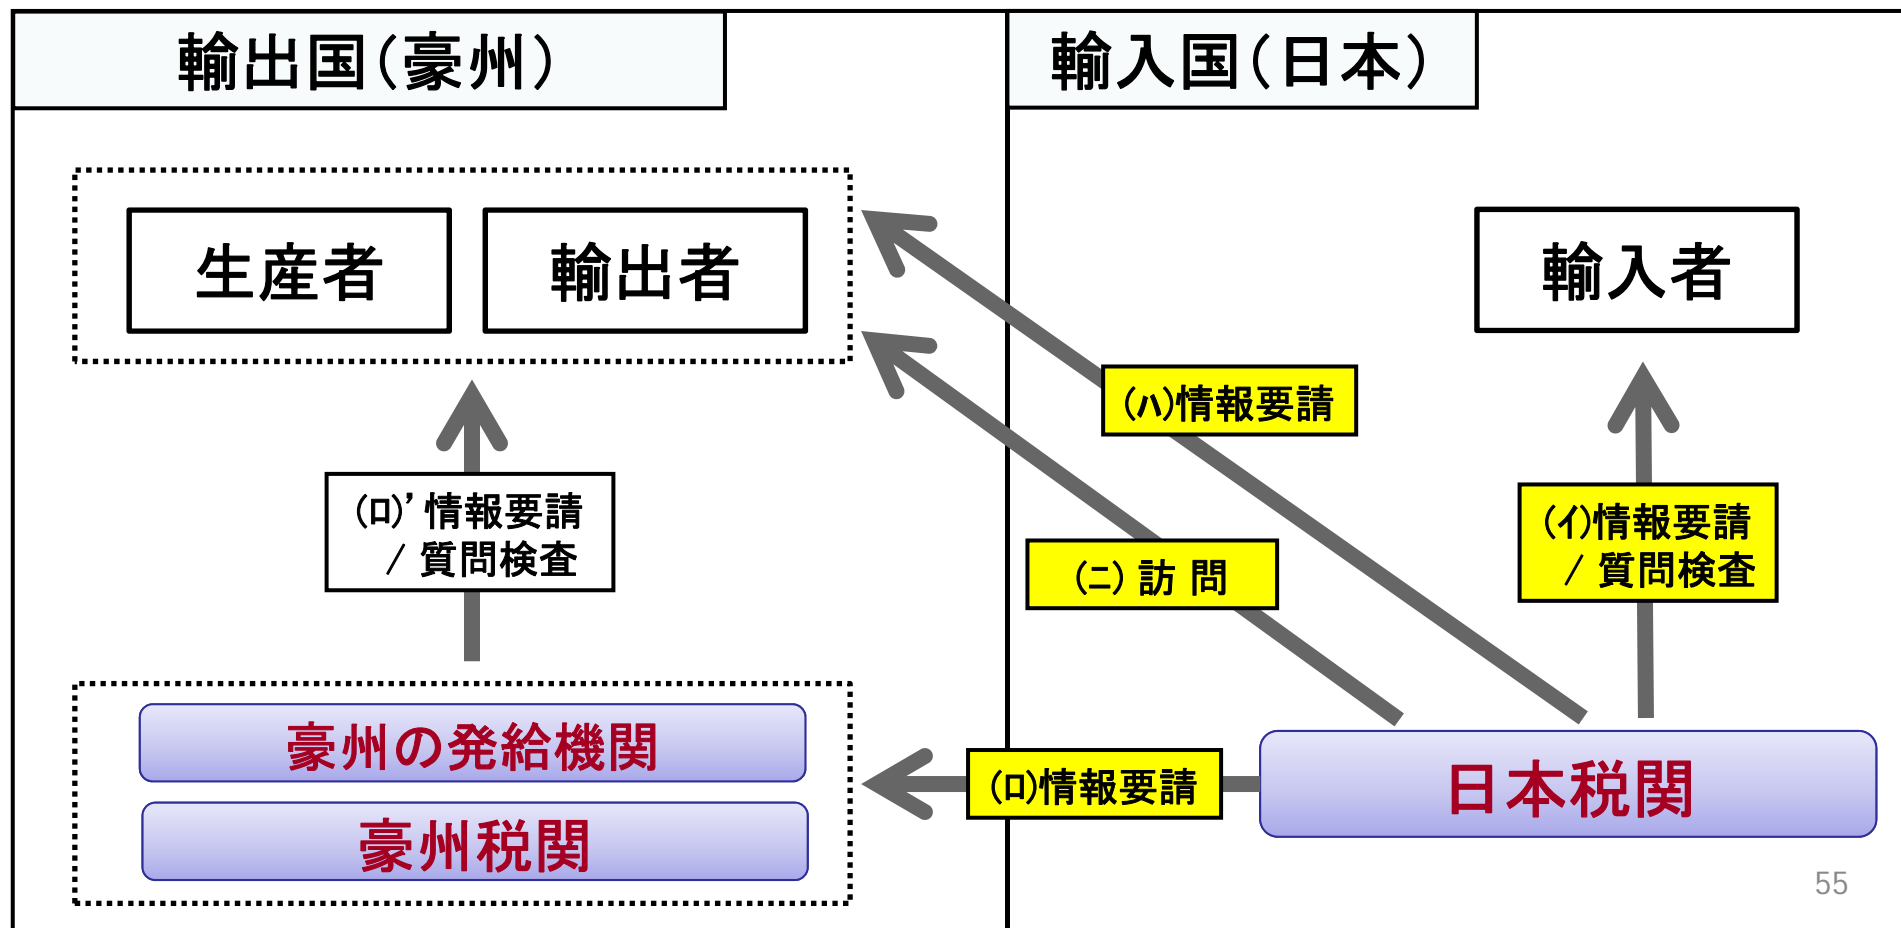 輸出国（豪州）
輸入国（日本）
生産者
輸出者
輸入者
(ハ)情報要請
(ロ)’情報要請
/ 質問検査
(ニ) 訪 問
(イ)情報要請
/ 質問検査
豪州の発給機関
(ロ)情報要請
日本税関
豪州税関
55